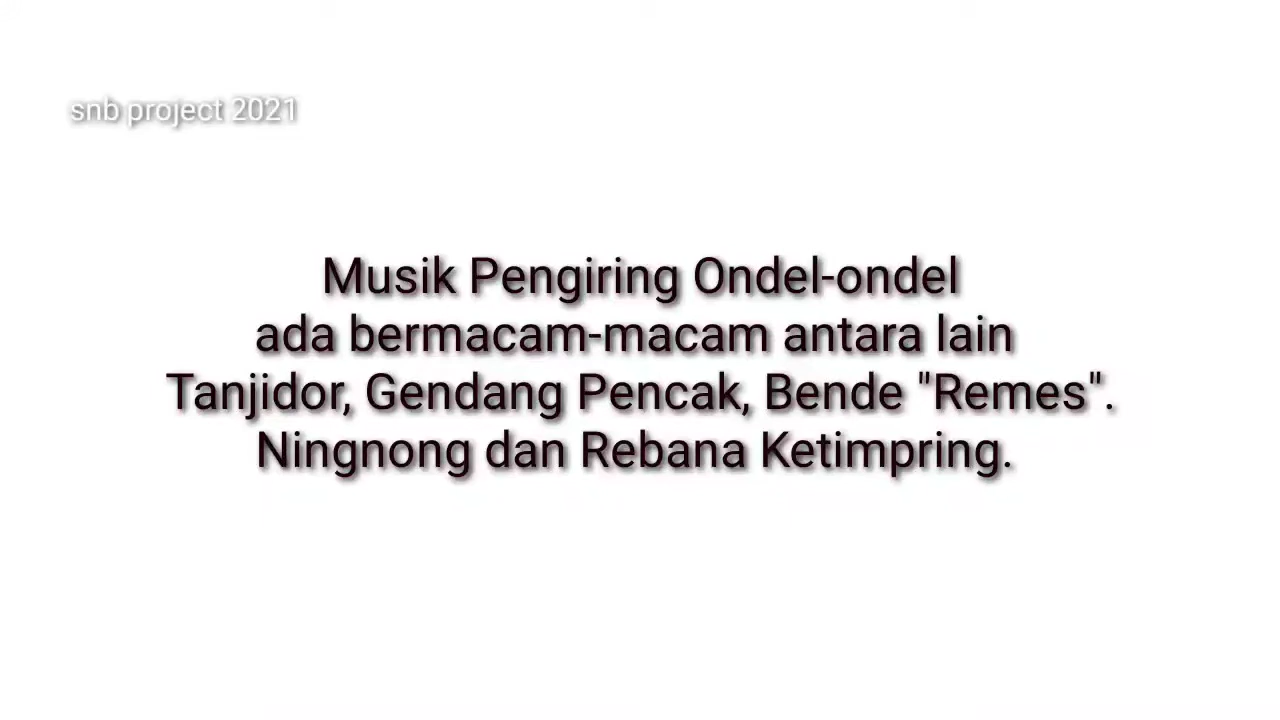 snb project 2021
Musik Pengiring Ondel-ondel
ada bermacam-macam antara lain
Tanjidor, Gendang Pencak, Bende "Remes".
Ningnong dan Rebana Ketimpring.